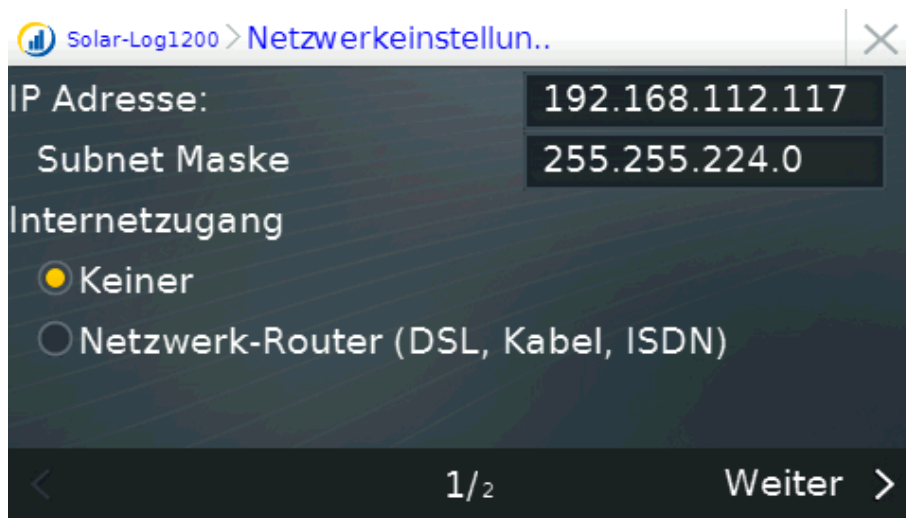 Solar-Log1200 > Netzwerkeinstellun..
IP Adresse: 192.168.112.117
Subnet Maske 255.255.224.0
Internetzugang
Keiner
Netzwerk-Router (DSL, Kabel, ISDN)
< 1/2 Weiter >